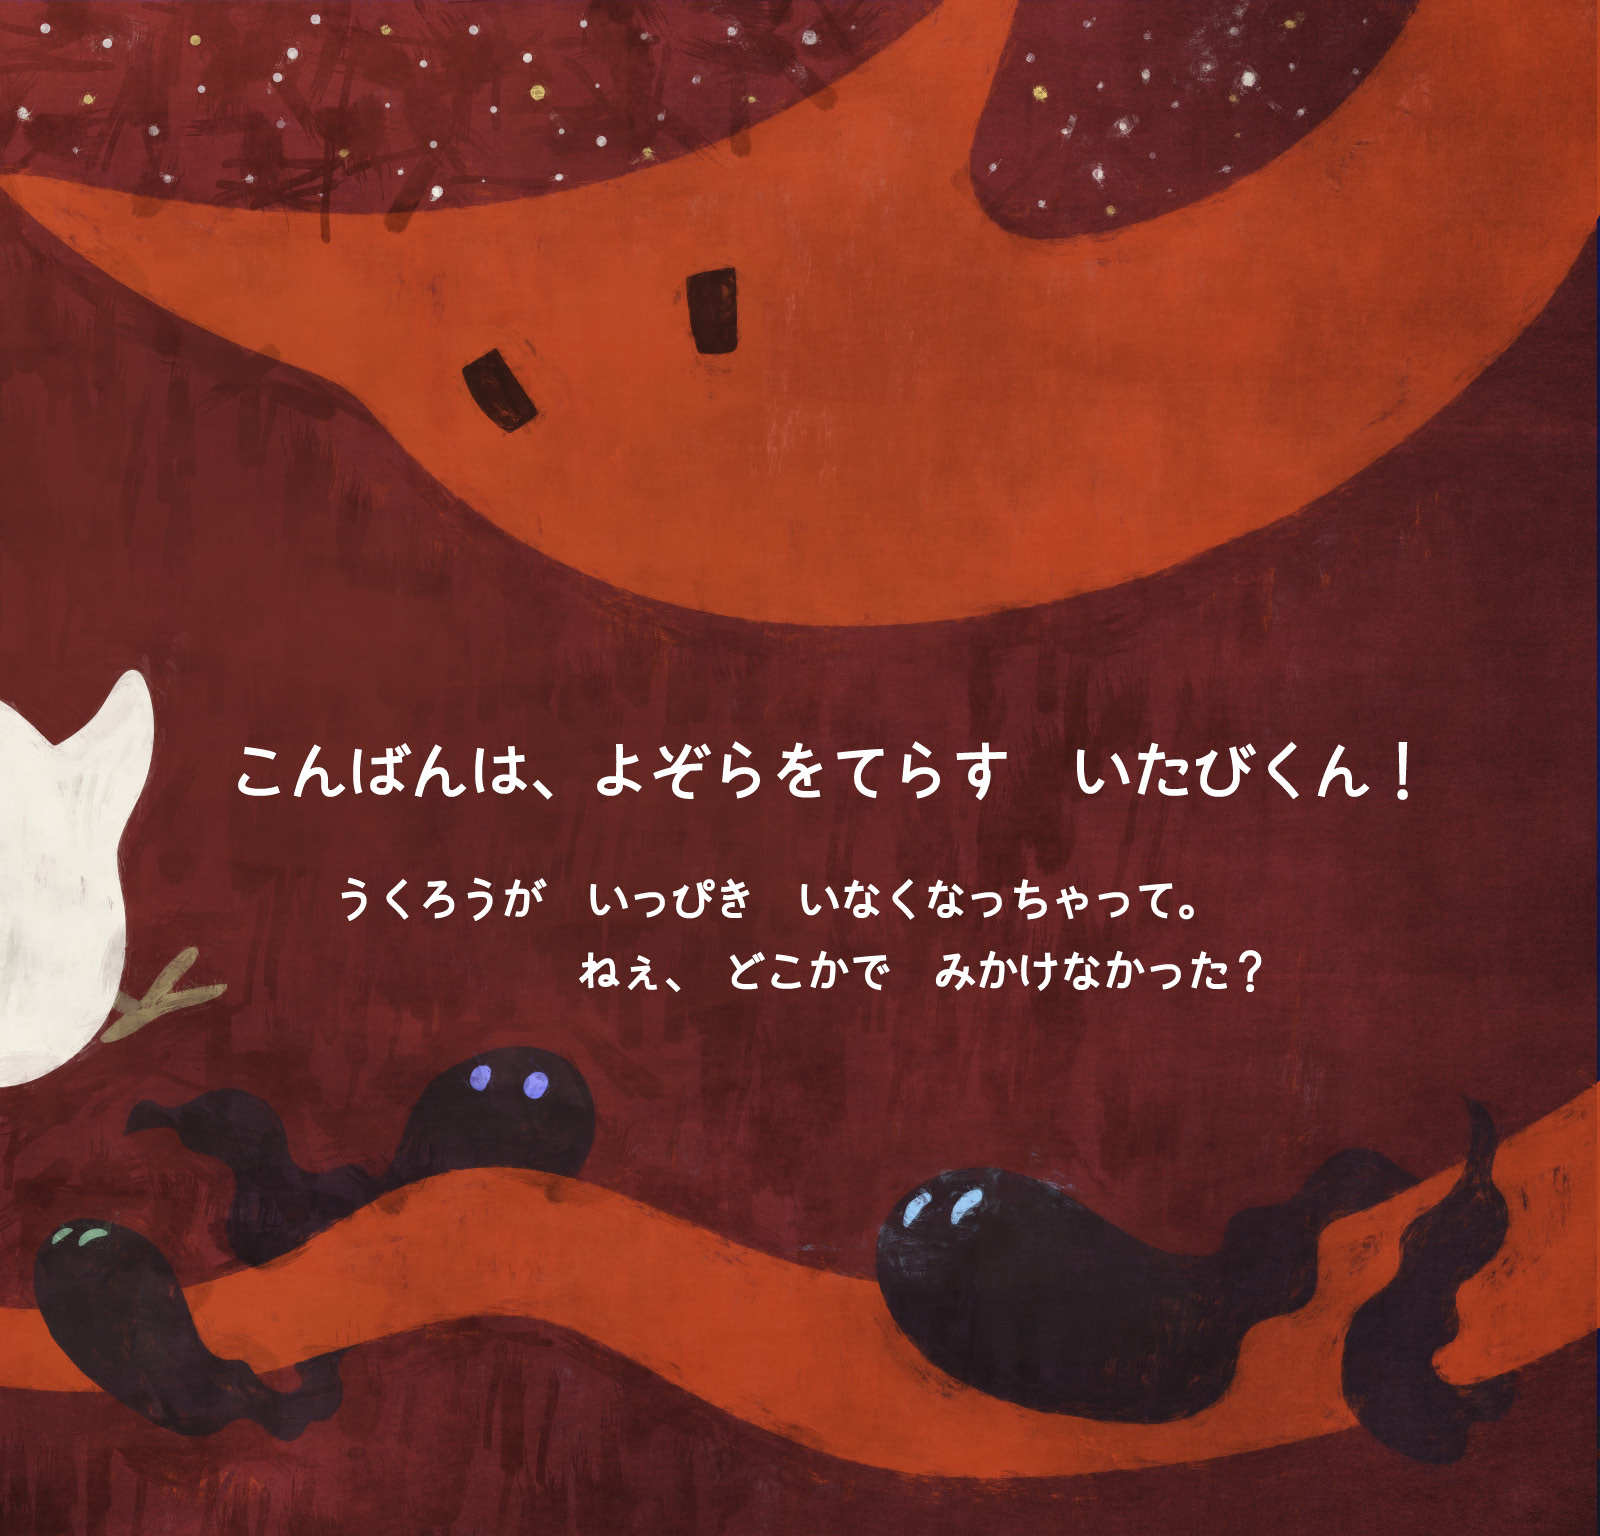 こんばんは、よぞらをてらす　いたびくん！
うくろうが　いっぴき　いなくなっちゃって。
ねぇ、 どこかで　みかけなかった？